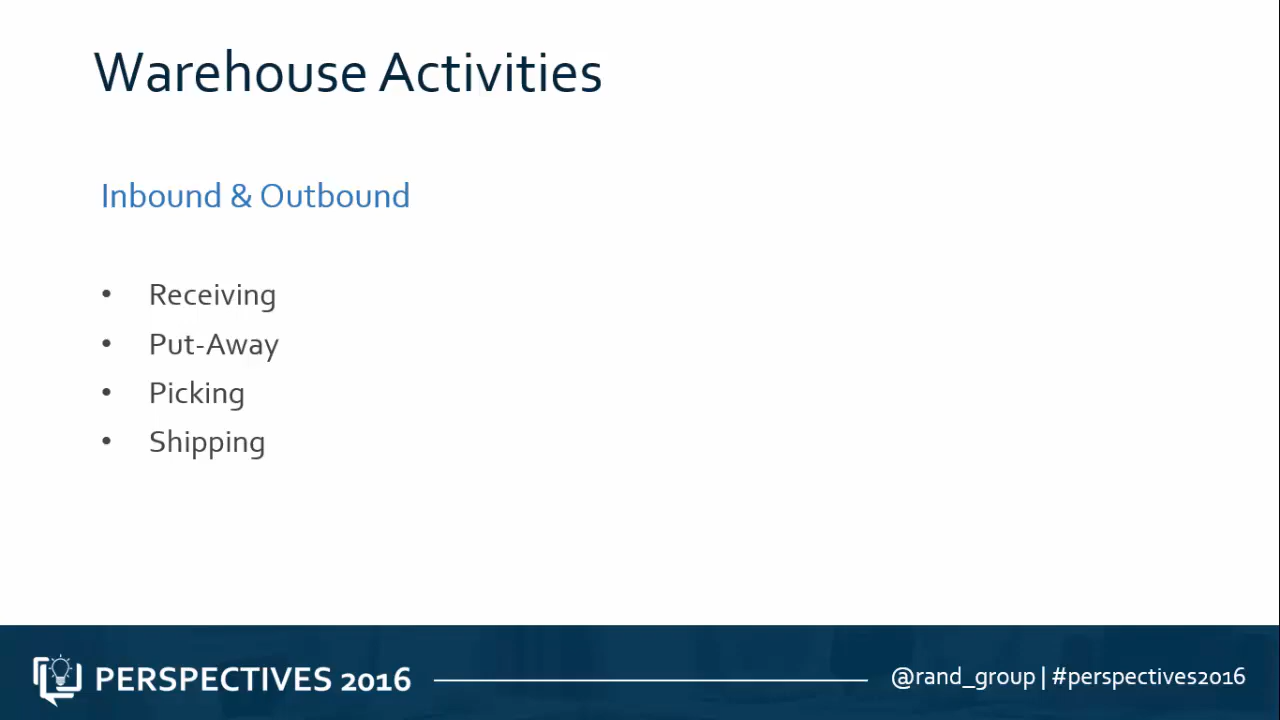 Warehouse Activities
Inbound & Outbound
• Receiving
• Put-Away
• Picking
• Shipping
PERSPECTIVES 2016
@rand_group | #perspectives2016